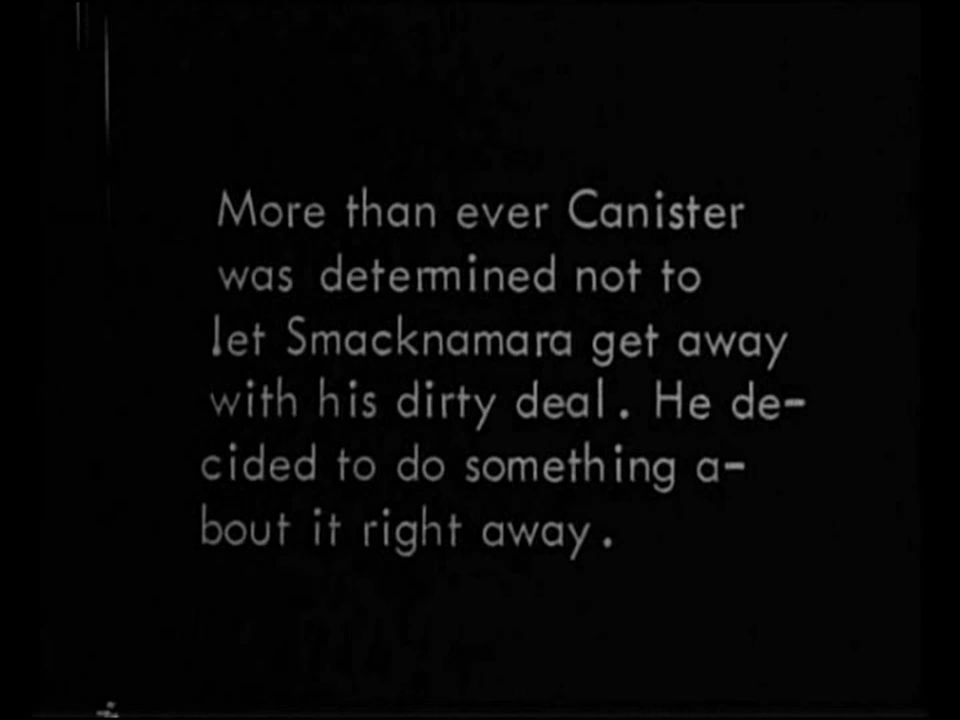 More than ever Canister
was determined not to
let Smacknamara get away
with his dirty deal. He de-
cided to do something a-
bout it right away.